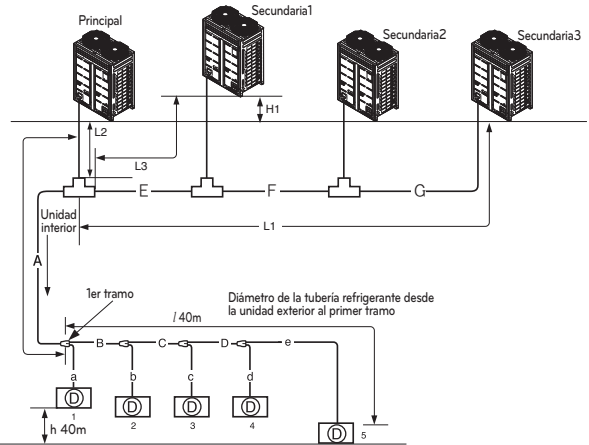 Principal
Secundaria1
Secundaria2
Secundaria3
H1
L2
L3
E
F
G
Unidad
interior
L1
A
1er tramo
Diámetro de la tubería refrigerante desde
la unidad exterior al primer tramo
l 40m
B
C
D
e
a
b
c
d
D
D
D
D
D
1
2
3
4
5
h 40m